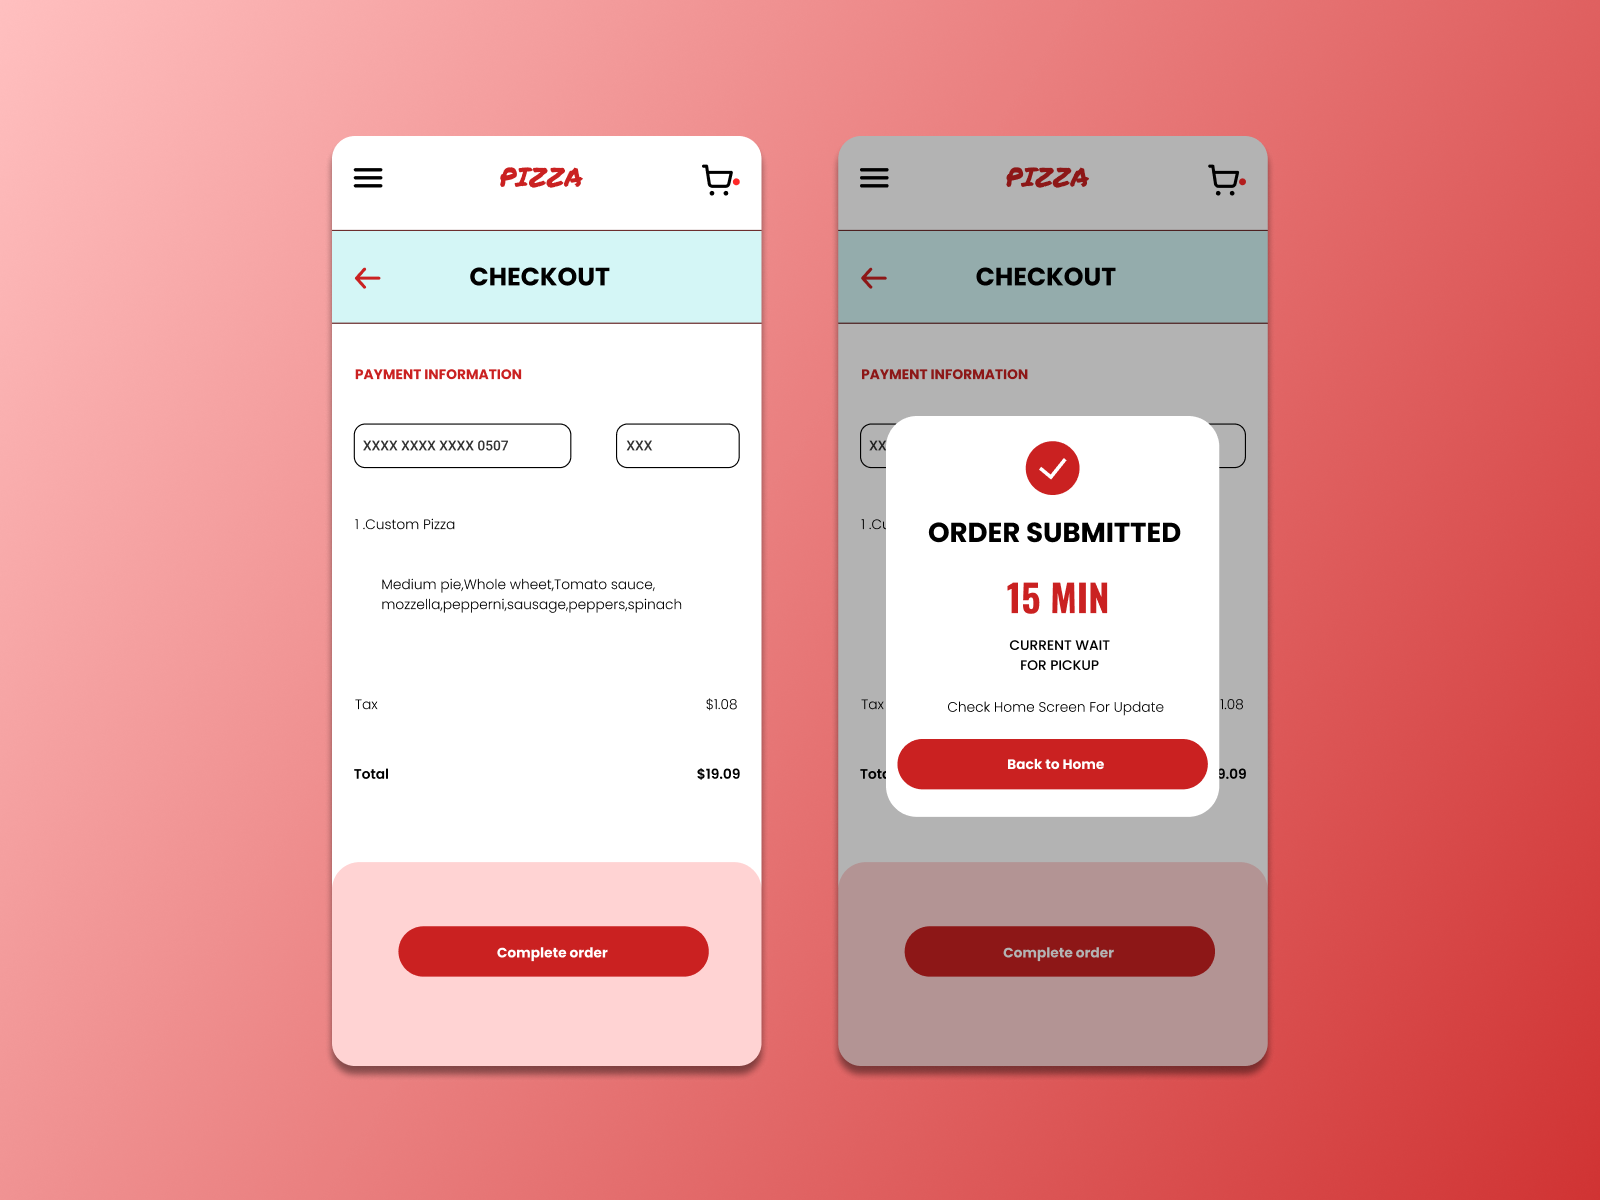 PIZZA
CHECKOUT
PAYMENT INFORMATION
XXXX XXXX XXXX 0507
XXX
1 .Custom Pizza
Medium pie,Whole wheet,Tomato sauce,
mozzella,pepperni,sausage,peppers,spinach
Tax
$1.08
Total
$19.09
Complete order
PIZZA
CHECKOUT
PAYMENT INFORMATION
XX
1 .Cu
ORDER SUBMITTED
15 MIN
CURRENT WAIT
FOR PICKUP
Tax
1.08
Check Home Screen For Update
Back to Home
Tota
9.09
Complete order